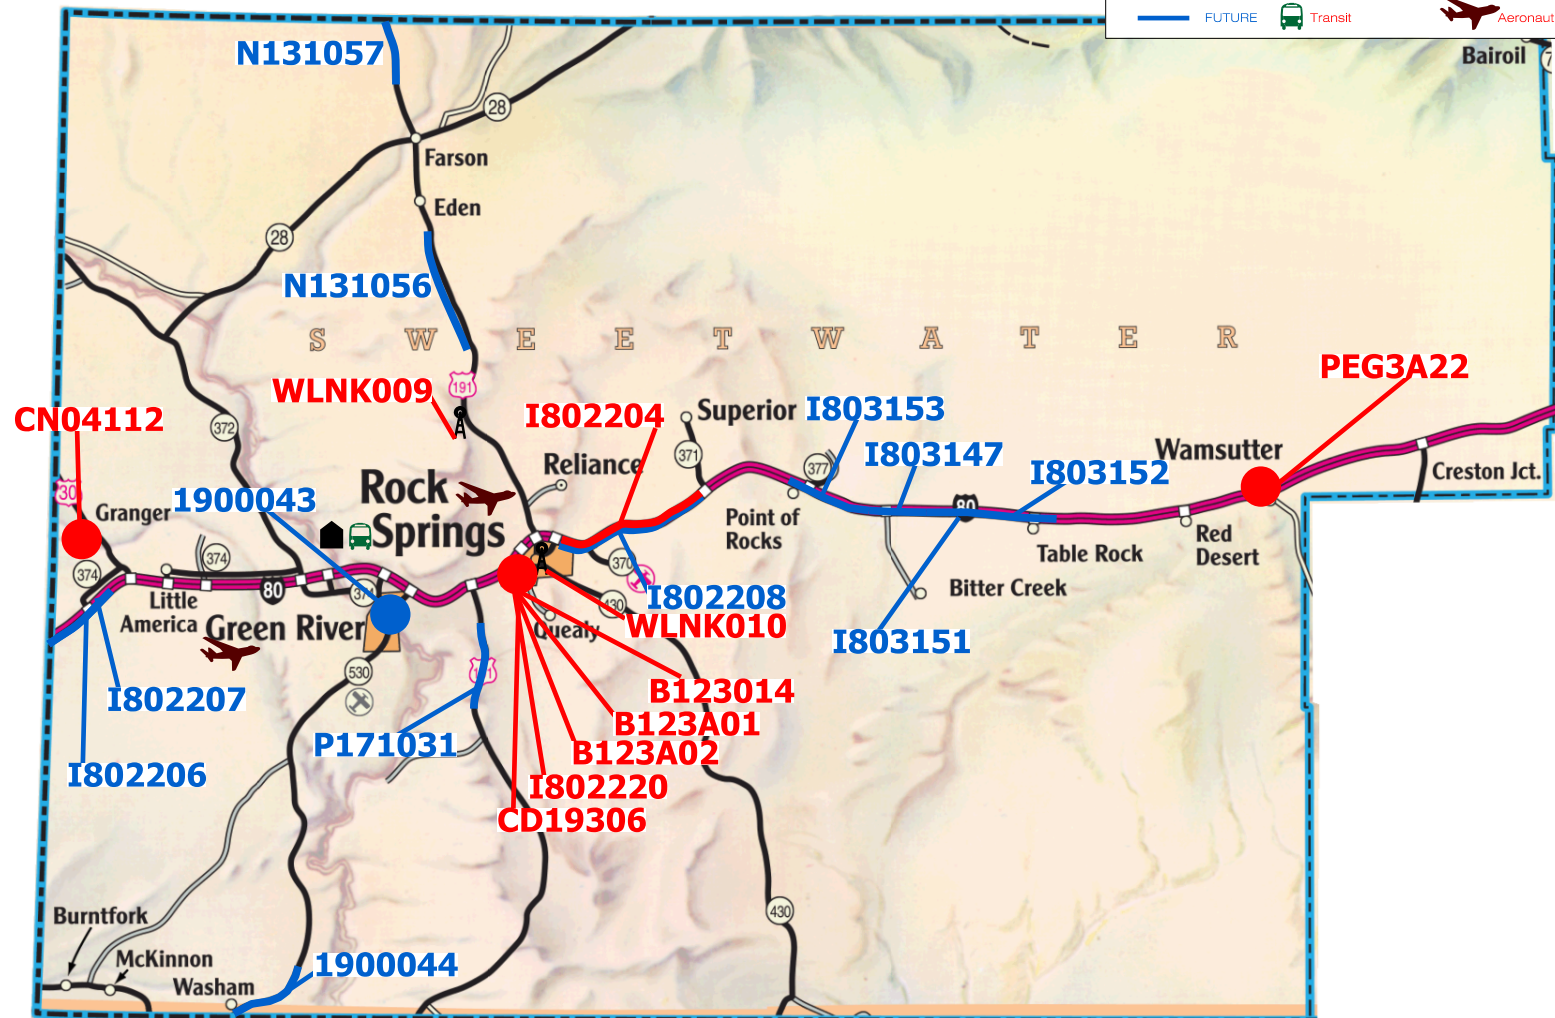 FUTURE
Transit
Aeronaut
Bairoil
N131057
28
Farson
Eden
28
N131056
S W E E T W A T E R
PEG3A22
191
WLNK009
CN04112
I802204
Superior
I803153
372
371
I803147
Wamsutter
377
I803152
Reliance
Creston Jct.
30
Rock
Springs
1900043
Granger
80
Point of
Rocks
Red
Desert
Table Rock
374
374
370
80
Bitter Creek
Little
America
I802208
430
Green River
Quealy
WLNK010
I803151
530
I802207
B123014
B123A01
P171031
B123A02
I802206
I802220
CD19306
430
Burntfork
McKinnon
1900044
Washam